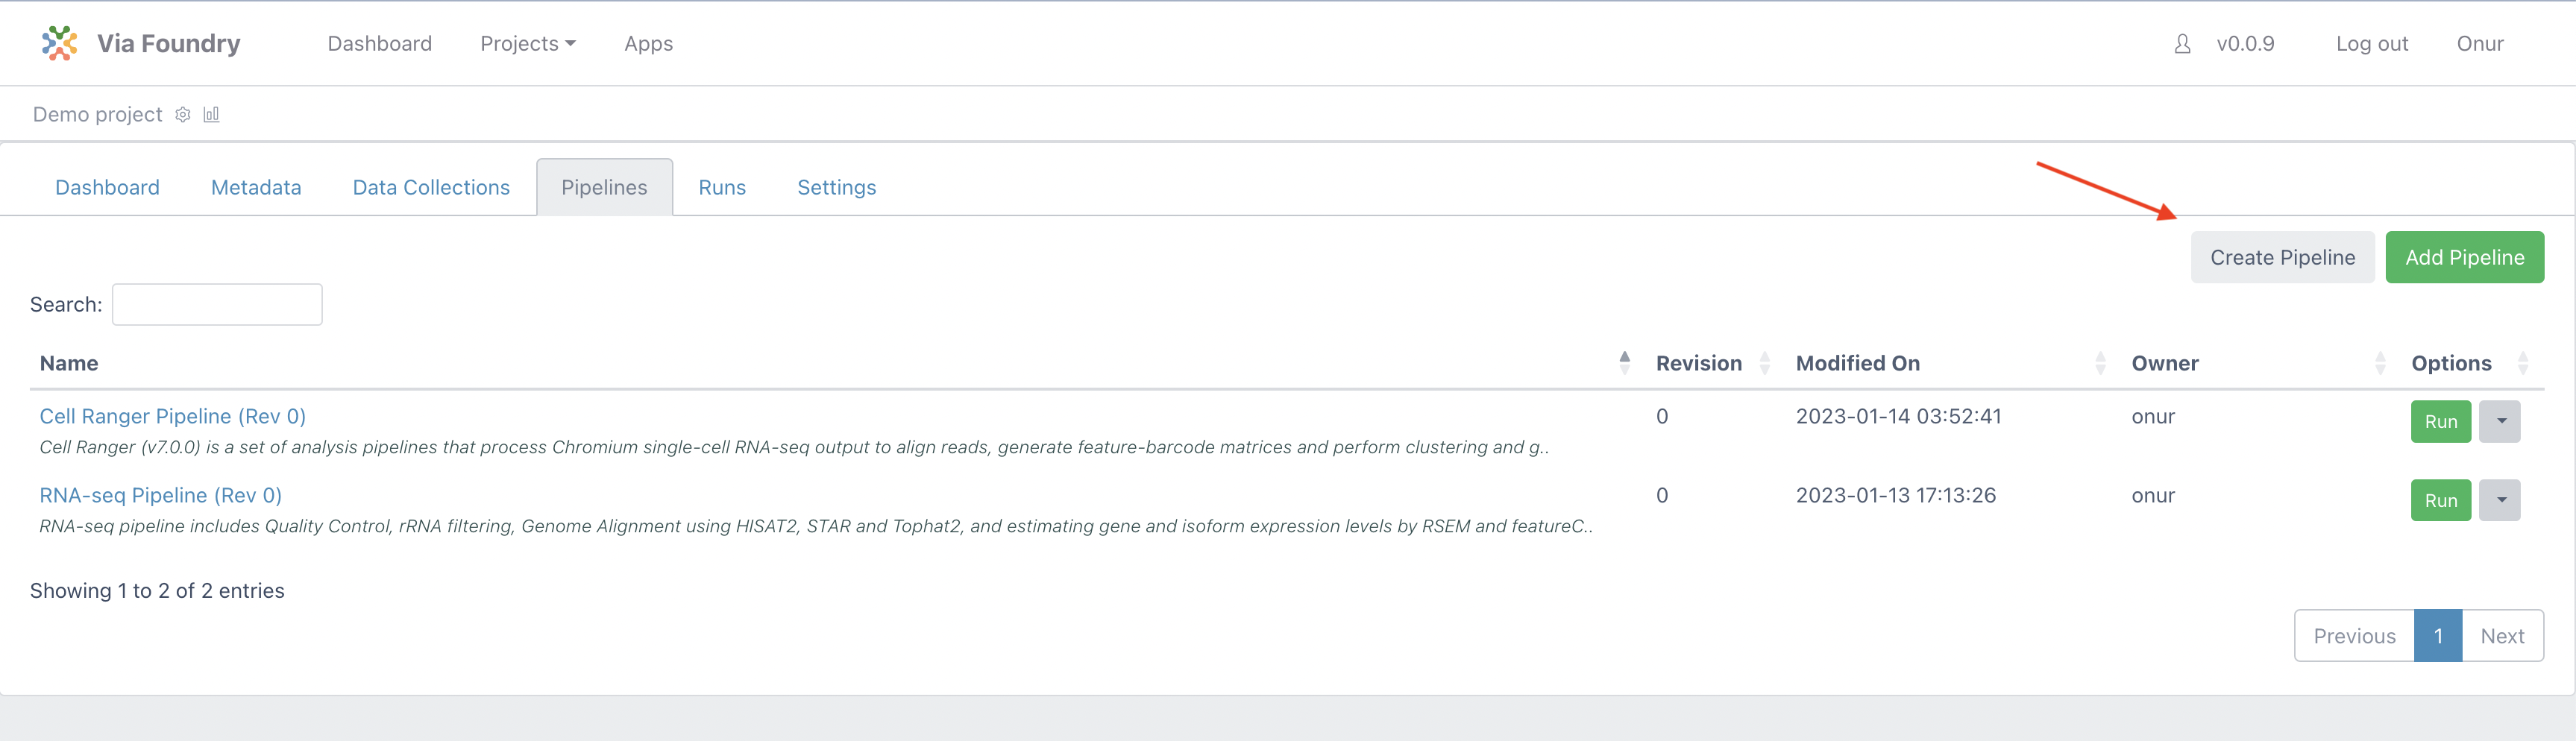 Via Foundry Dashboard Projects Apps v0.0.9 Log out Onur
Demo project
Dashboard Metadata Data Collections Pipelines Runs Settings
Create Pipeline Add Pipeline
Search:
Name Revision Modified On Owner Options
Cell Ranger Pipeline (Rev 0) 0 2023-01-14 03:52:41 onur Run
Cell Ranger (v7.0.0) is a set of analysis pipelines that process Chromium single-cell RNA-seq output to align reads, generate feature-barcode matrices and perform clustering and g..
RNA-seq Pipeline (Rev 0) 0 2023-01-13 17:13:26 onur Run
RNA-seq pipeline includes Quality Control, rRNA filtering, Genome Alignment using HISAT2, STAR and Tophat2, and estimating gene and isoform expression levels by RSEM and featureC..
Showing 1 to 2 of 2 entries
Previous 1 Next